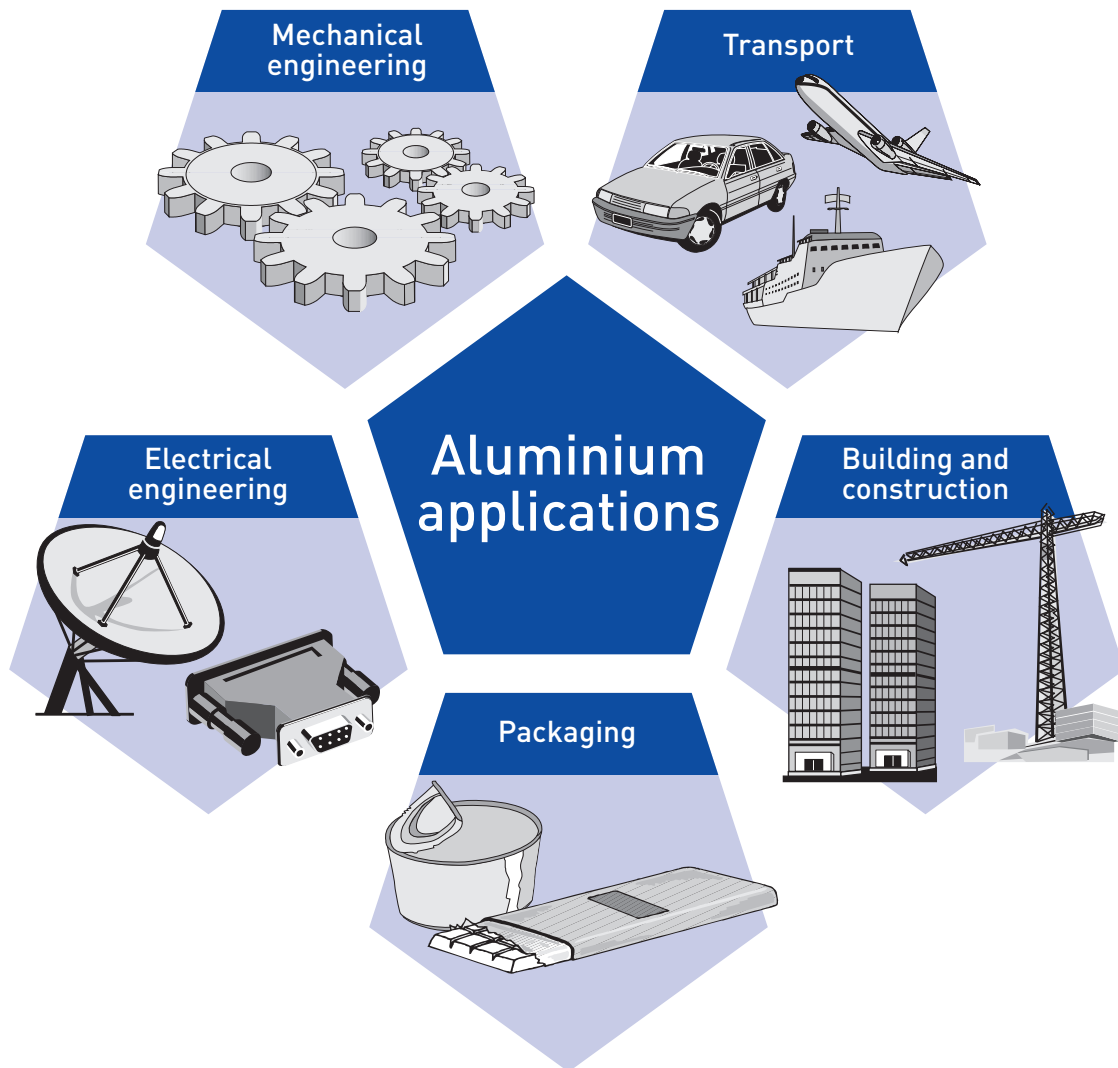 Mechanical
engineering
Transport
Aluminium
applications
Electrical
engineering
Building and
construction
Packaging